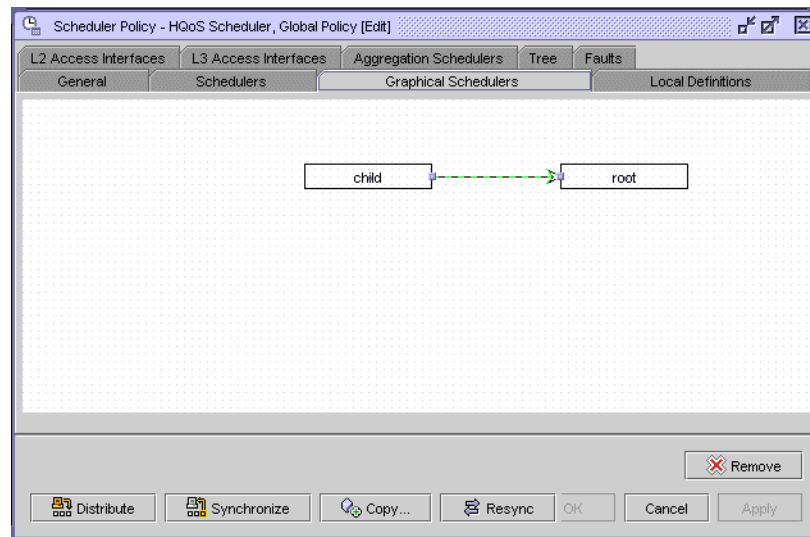 Scheduler Policy - HQoS Scheduler, Global Policy [Edit]
L2 Access Interfaces L3 Access Interfaces Aggregation Schedulers Tree Faults
General Schedulers Graphical Schedulers Local Definitions
child root
Remove
Distribute Synchronize Copy... Resync OK Cancel Apply